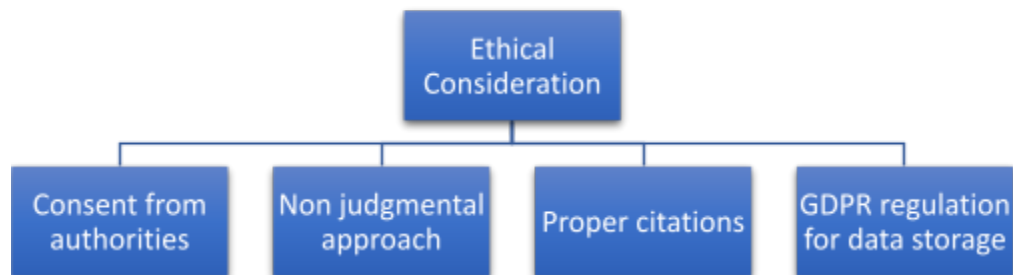 Ethical
Consideration
Consent from
authorities
Non judgmental
approach
Proper citations
GDPR regulation
for data storage